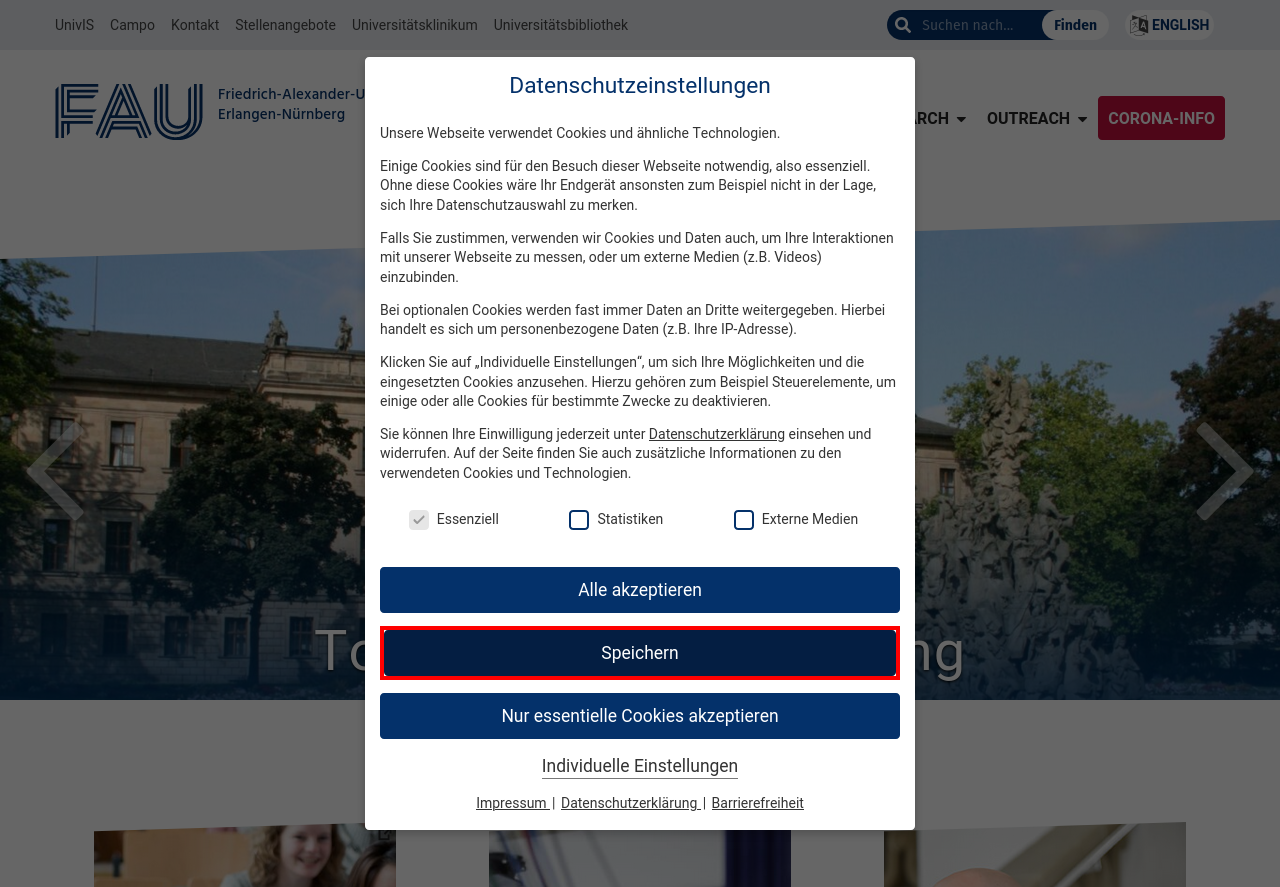 UnivIS Campo Kontakt Stellenangebote Universitätsklinikum Universitätsbibliothek
Suchen nach... Finden ENGLISH
FAU
Friedrich-Alexander-U
Erlangen-Nürnberg
OUTREACH CORONA-INFO
Datenschutzeinstellungen
Unsere Webseite verwendet Cookies und ähnliche Technologien.
Einige Cookies sind für den Besuch dieser Webseite notwendig, also essenziell.
Ohne diese Cookies wäre Ihr Endgerät ansonsten zum Beispiel nicht in der Lage,
sich Ihre Datenschutzauswahl zu merken.
Falls Sie zustimmen, verwenden wir Cookies und Daten auch, um Ihre Interaktionen
mit unserer Webseite zu messen, oder um externe Medien (z.B. Videos)
einzubinden.
Bei optionalen Cookies werden fast immer Daten an Dritte weitergegeben. Hierbei
handelt es sich um personenbezogene Daten (z.B. Ihre IP-Adresse).
Klicken Sie auf „Individuelle Einstellungen“, um sich Ihre Möglichkeiten und die
eingesetzten Cookies anzusehen. Hierzu gehören zum Beispiel Steuerelemente, um
einige oder alle Cookies für bestimmte Zwecke zu deaktivieren.
Sie können Ihre Einwilligung jederzeit unter Datenschutzerklärung einsehen und
widerrufen. Auf der Seite finden Sie auch zusätzliche Informationen zu den
verwendeten Cookies und Technologien.
Essenziell Statistiken Externe Medien
Alle akzeptieren
Speichern
Nur essentielle Cookies akzeptieren
Individuelle Einstellungen
Impressum | Datenschutzerklärung | Barrierefreiheit